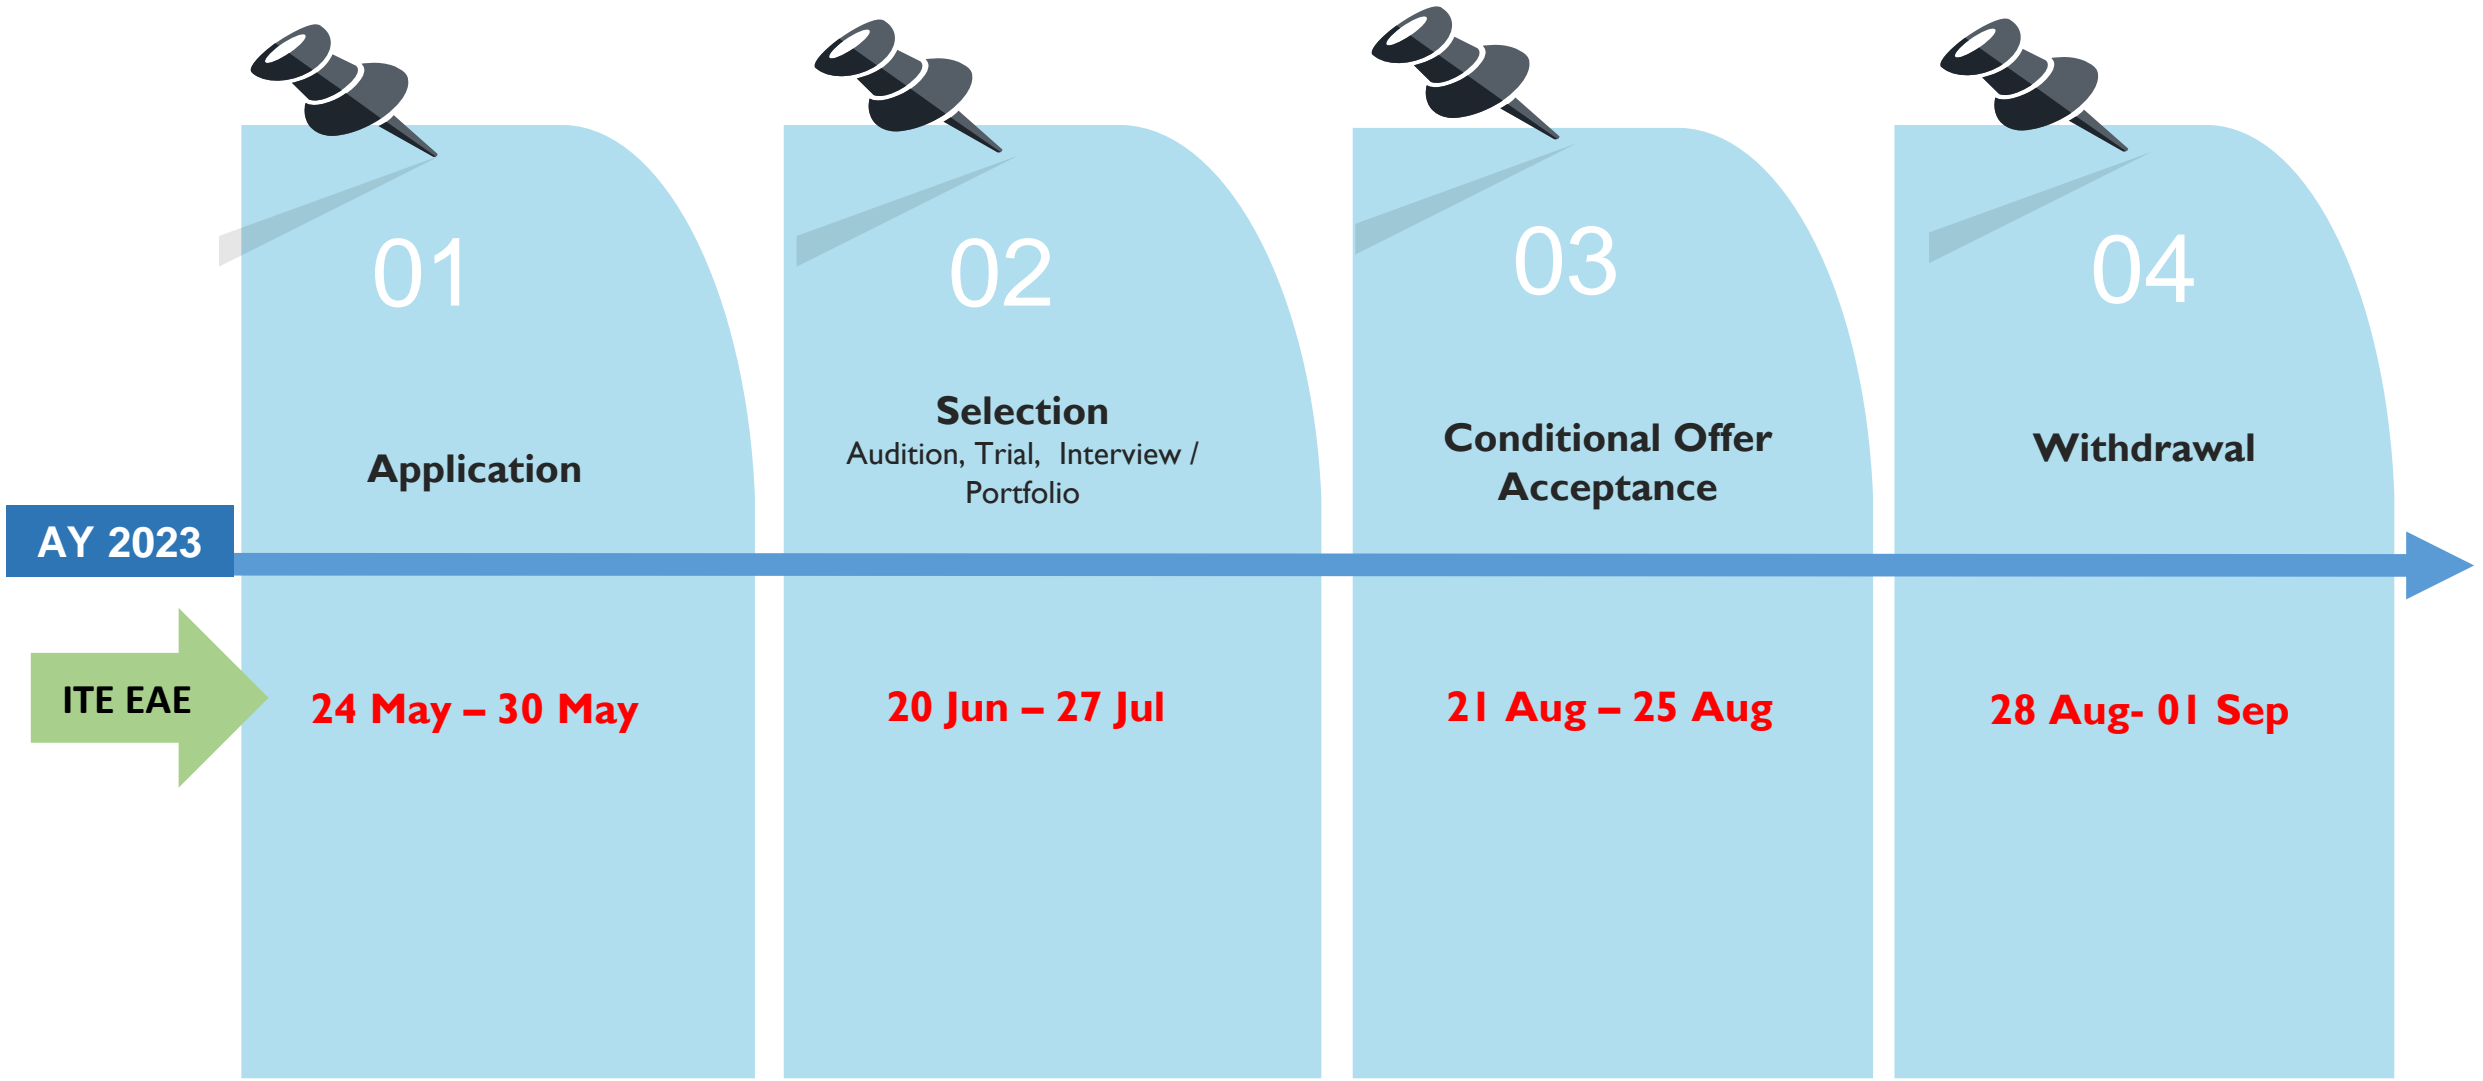 01
02
03
04
Application
Selection
Audition, Trial,  Interview /
Portfolio
Conditional Offer
Acceptance
Withdrawal
AY 2023
ITE EAE
24 May – 30 May
20 Jun – 27 Jul
21 Aug – 25 Aug
28 Aug- 01 Sep